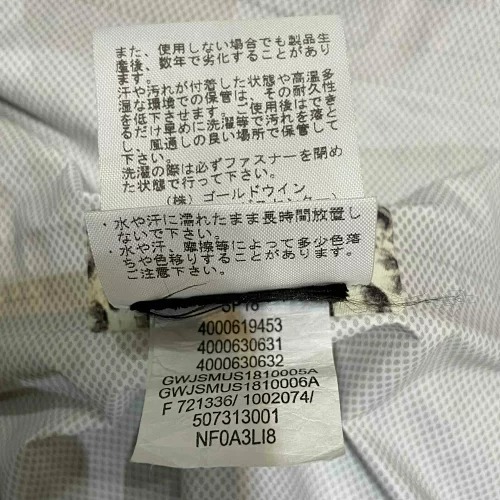 また、使用しない場合でも製品生
産後、数年で劣化することがあり
ます。
汗や汚れが付着した状態や高温多
湿な環境での保管は、その耐久性
を低下させます。ご使用後はでき
るだけ早めに洗濯等で汚れを落と
し、風通しの良い場所で保管して
下さい。
洗濯の際は必ずファスナーを閉め
た状態で行って下さい。
(株)ゴールドウイン
・水や汗に濡れたまま長時間放置し
ないで下さい。
・水や汗、摩擦等によって多少色落
ちや色移りすることがあります。
ご注意下さい。
SP18
4000619453
4000630631
4000630632
GWJSMUS1810005A
GWJSMUS1810006A
F 721336/ 1002074/
507313001
NF0A3LI8